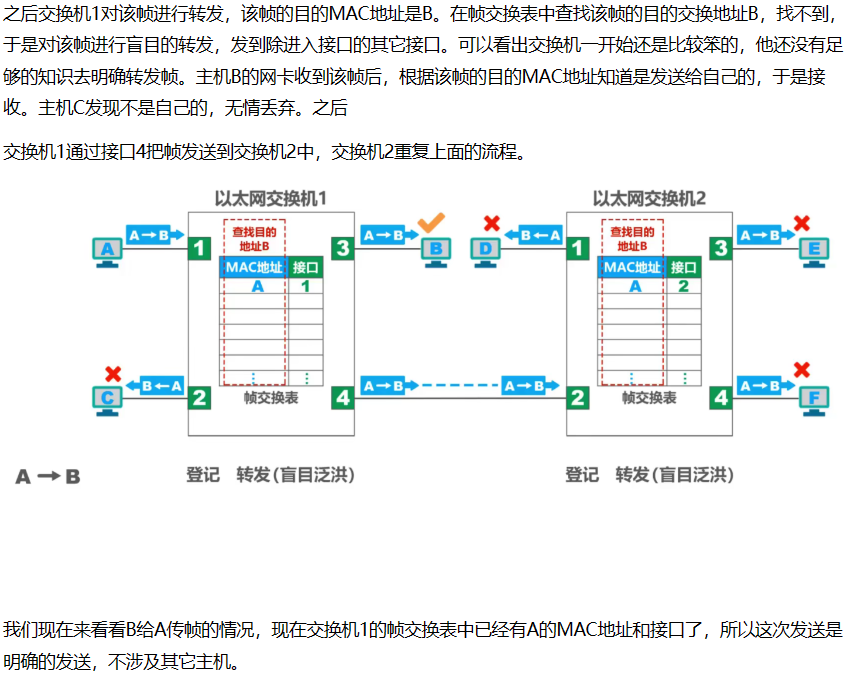 之后交换机1对该帧进行转发，该帧的目的MAC地址是B。在帧交换表中查找该帧的目的交换地址B，找不到，
于是对该帧进行盲目的转发，发到除进入接口的其它接口。可以看出交换机一开始还是比较笨的，他还没有足
够的知识去明确转发帧。主机B的网卡收到该帧后，根据该帧的目的MAC地址知道是发送给自己的，于是接
收。主机C发现不是自己的，无情丢弃。之后
交换机1通过接口4把帧发送到交换机2中，交换机2重复上面的流程。
以太网交换机1
以太网交换机2
A
A→B
1
查找目的
地址B
MAC地址 接口
A 1
⋮ ⋮
帧交换表
3
A→B
B
C
B←A
2
4
A→B
A→B
D
B←A
1
查找目的
地址B
MAC地址 接口
A 2
⋮ ⋮
帧交换表
3
A→B
E
2
4
A→B
F
A→B
登记 转发(盲目泛洪)
登记 转发(盲目泛洪)
我们现在来看看B给A传帧的情况，现在交换机1的帧交换表中已经有A的MAC地址和接口了，所以这次发送是
明确的发送，不涉及其它主机。